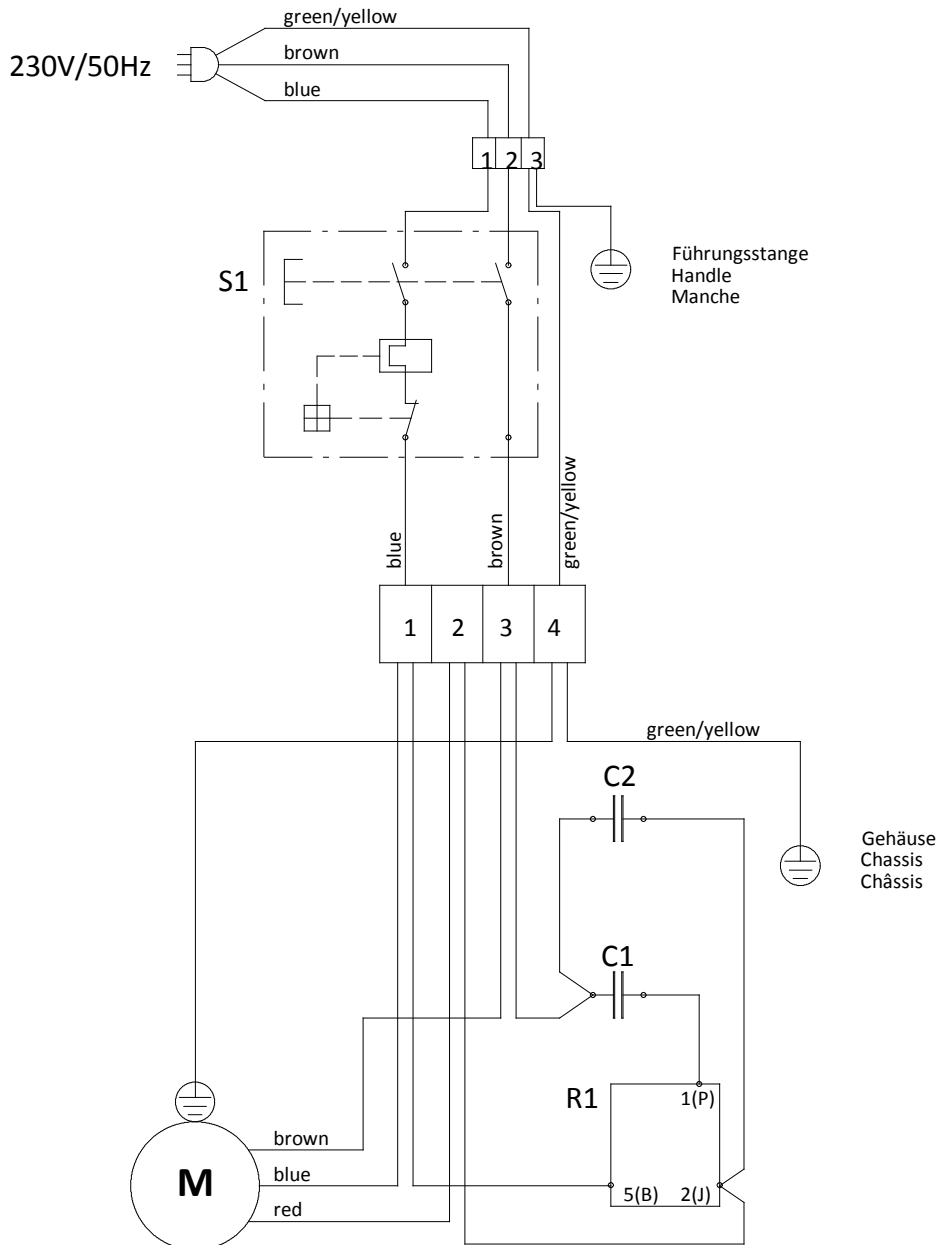 green/yellow
230V/50Hz
brown
blue
1 2 3
S1
Führungsstange
Handle
Manche
blue
brown
green/yellow
1 2 3 4
green/yellow
C2
Gehäuse
Chassis
Châssis
C1
R1
1(P)
brown
M
blue
5(B) 2(J)
red